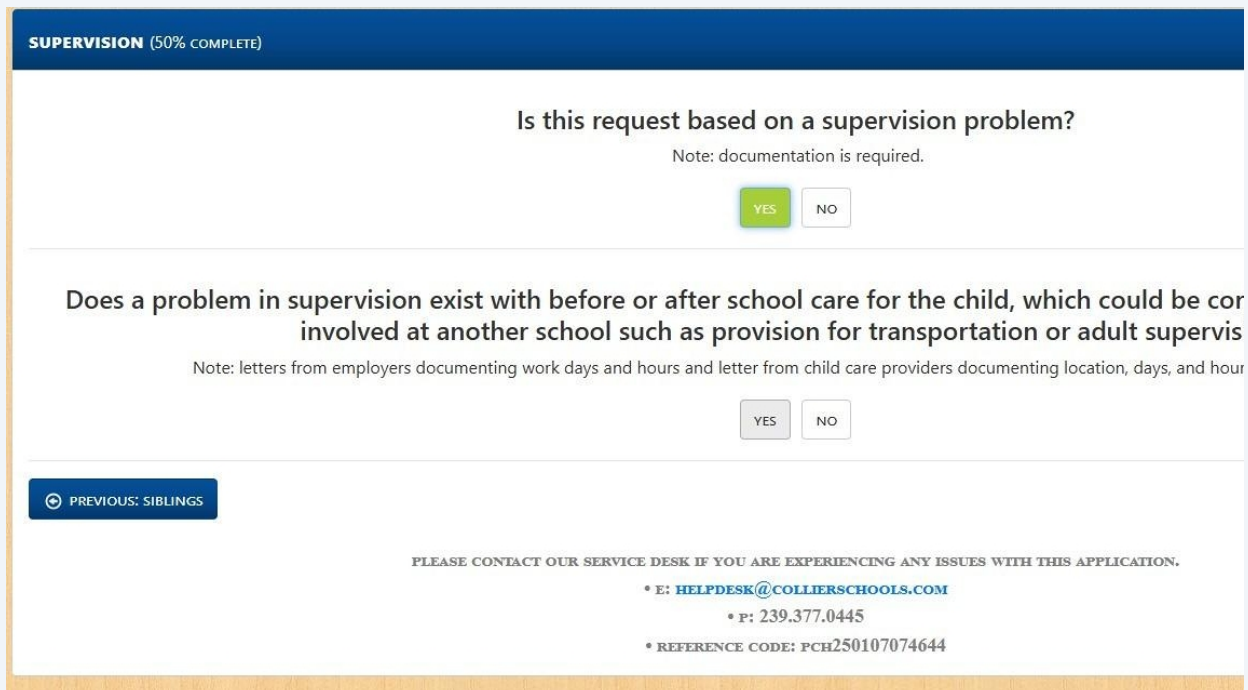 SUPERVISION (50% COMPLETE)
Is this request based on a supervision problem?
Note: documentation is required.
YES NO
Does a problem in supervision exist with before or after school care for the child, which could be
involved at another school such as provision for transportation or adult
Note: letters from employers documenting work days and hours and letter from child care providers documenting location, days, and
YES NO
PREVIOUS: SIBLINGS
PLEASE CONTACT OUR SERVICE DESK IF YOU ARE EXPERIENCING ANY ISSUES WITH THIS APPLICATION.
• E: HELPDESK@COLLIERSCHOOLS.COM
• P: 239.377.0445
• REFERENCE CODE: PCH250107074644